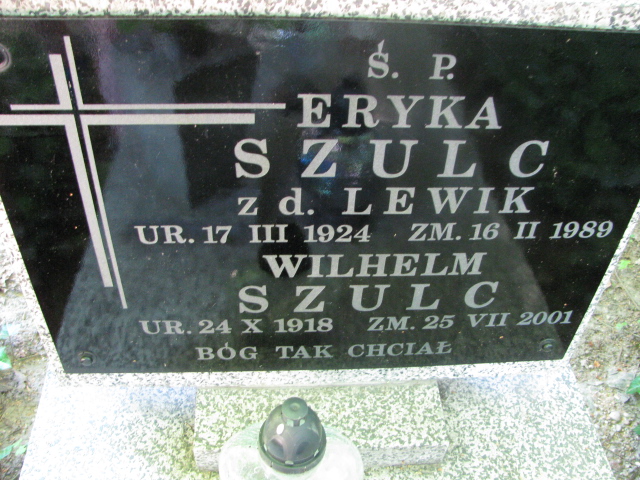 Ś. P.
ERYKA
SZULC
z d. LEWIK
UR. 17 III 1924 ZM. 16 II 1989
WILHELM
SZULC
UR. 24 X 1918 ZM. 25 VII 2001
BÓG TAK CHCIAŁ